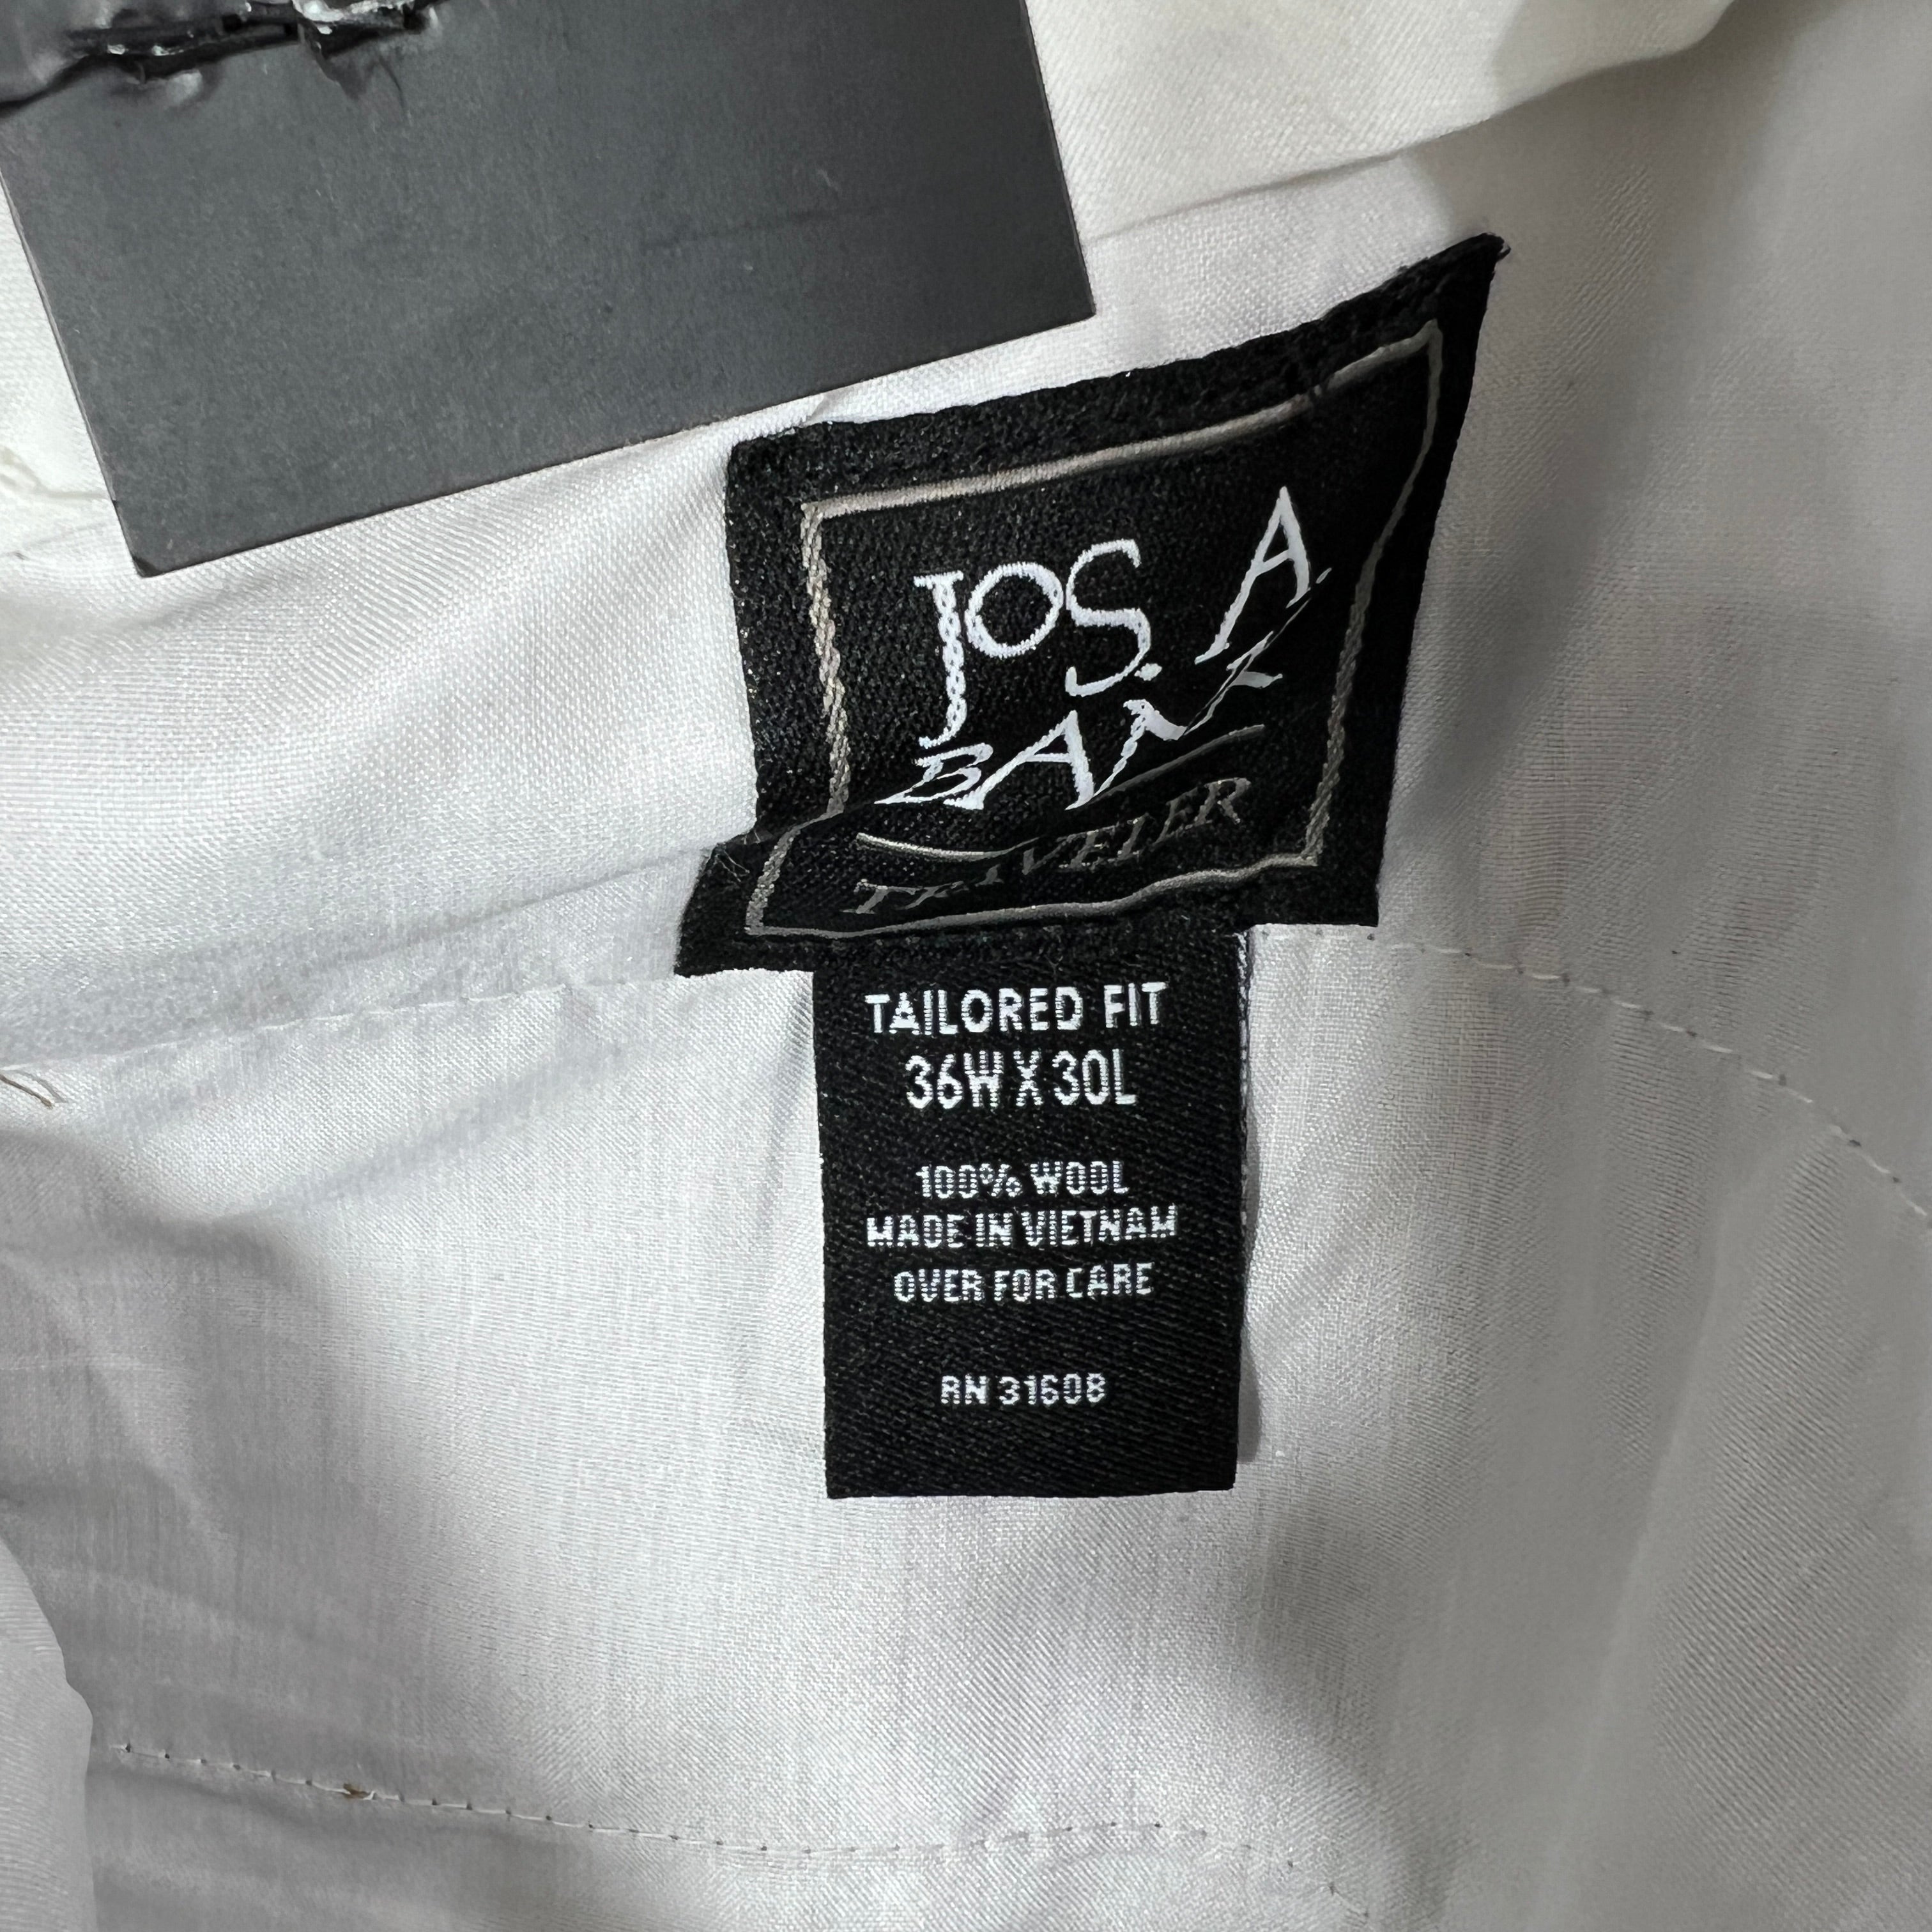 JOS. A.
BANK
TRAVELER
TAILORED FIT
36W X 30L
100% WOOL
MADE IN VIETNAM
OVER FOR CARE
RN 31608